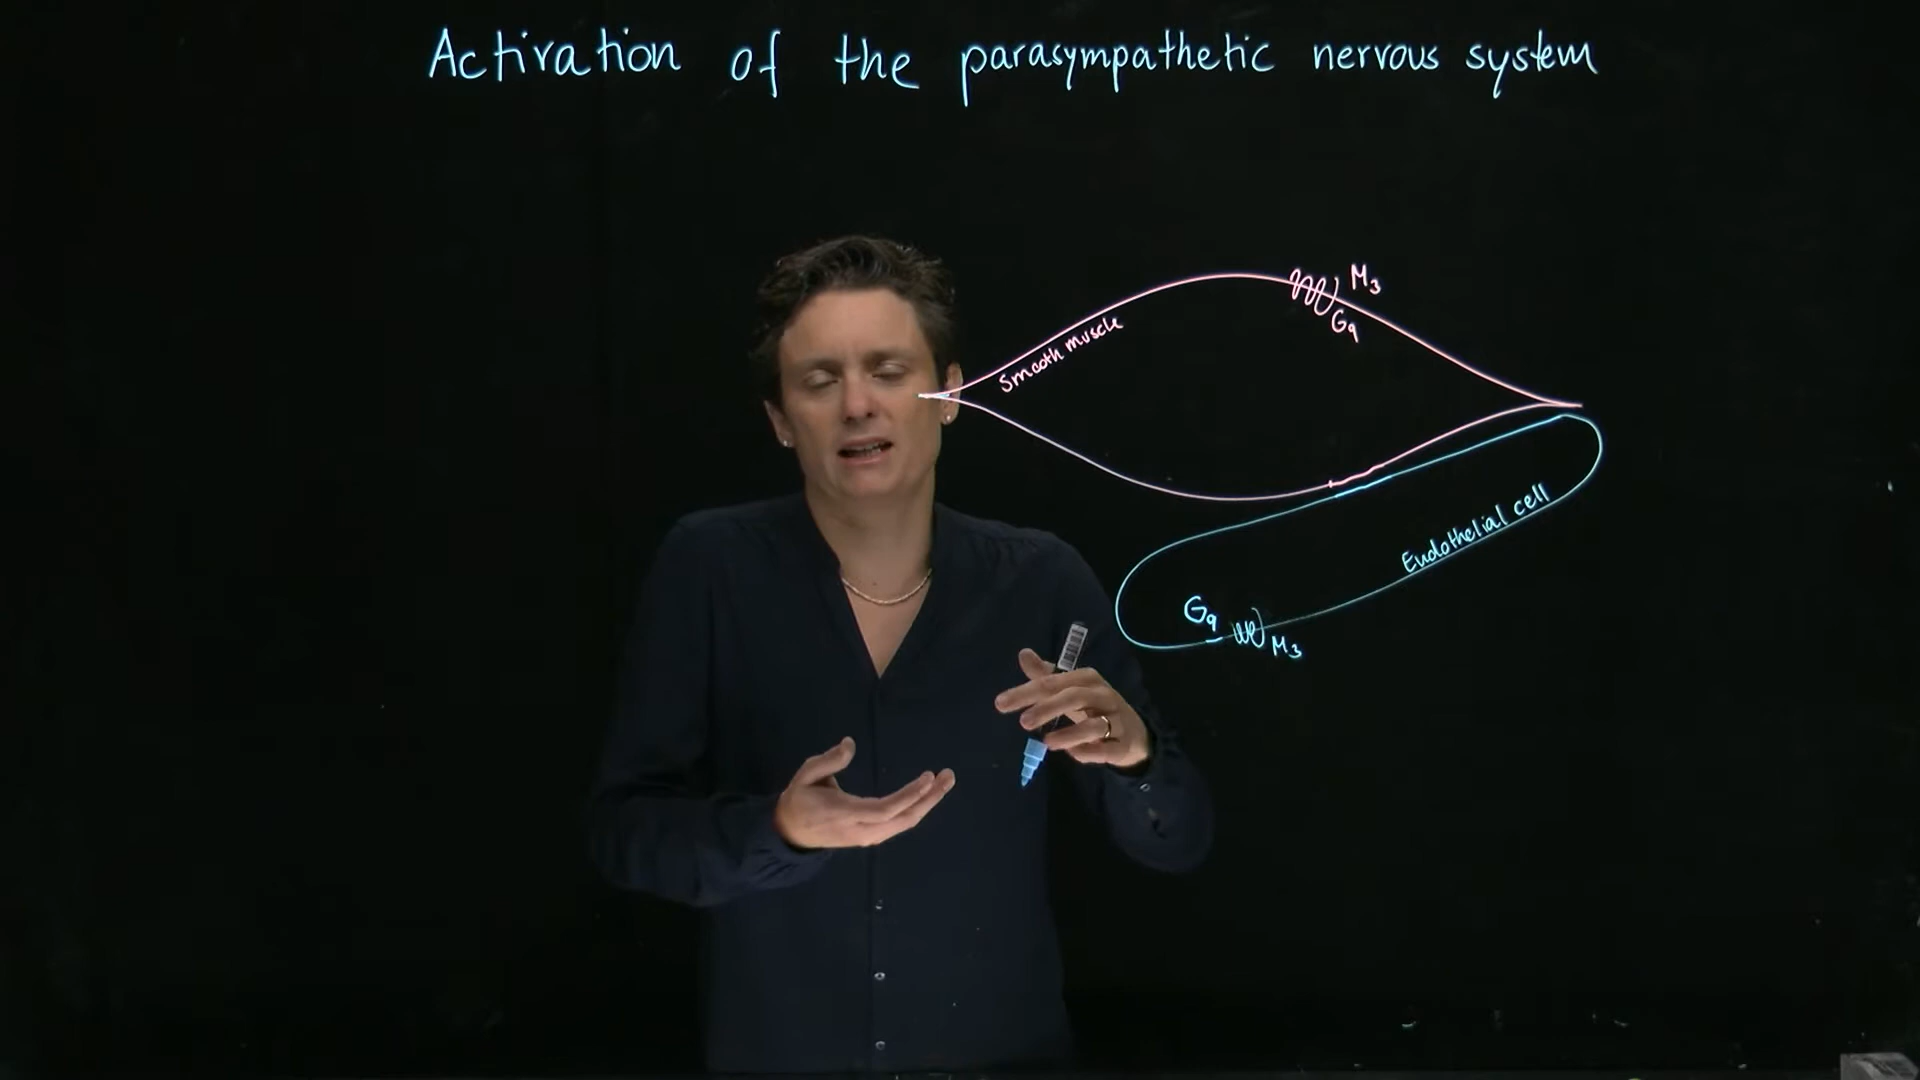 Activation of the parasympathetic nervous system
M3
Gq
Smooth muscle
Endothelial cell
Gq
M3